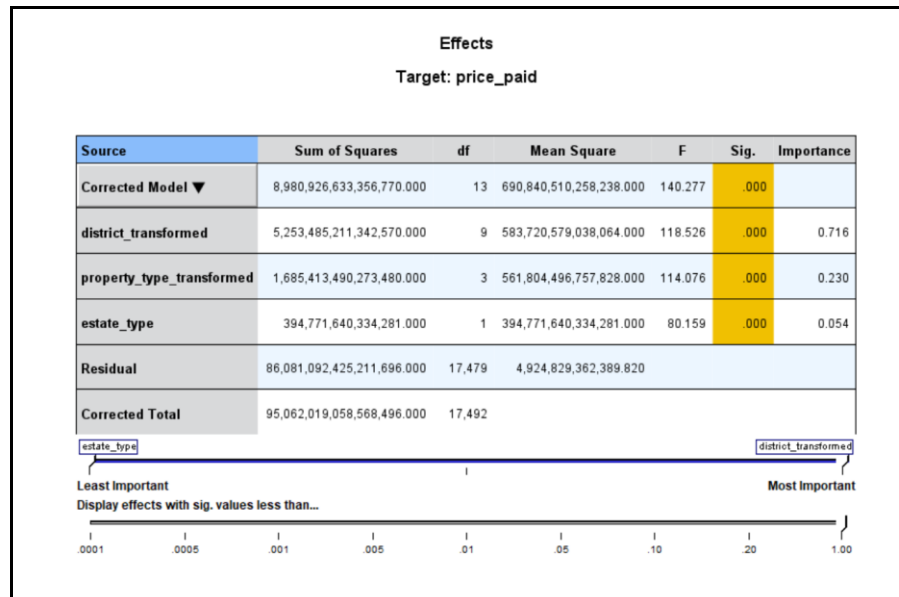 Effects
Target: price_paid
Source Sum of Squares df Mean Square F Sig. Importance
Corrected Model ▼ 8,980,926,633,356,770.000 13 690,840,510,258,238.000 140.277 .000
district_transformed 5,253,485,211,342,570.000 9 583,720,579,038,064.000 118.526 .000 0.716
property_type_transformed 1,685,413,490,273,480.000 3 561,804,496,757,828.000 114.076 .000 0.230
estate_type 394,771,640,334,281.000 1 394,771,640,334,281.000 80.159 .000 0.054
Residual 86,081,092,425,211,696.000 17,479 4,924,829,362,389.820
Corrected Total 95,062,019,058,568,496.000 17,492
estate_type district_transformed
Least Important Most Important
Display effects with sig. values less than...
.0001 .0005 .001 .005 .01 .05 .10 .20 1.00